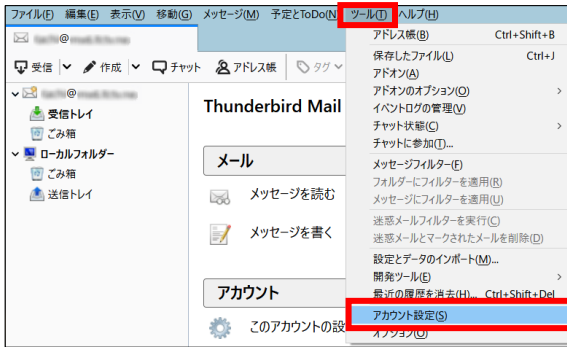 ファイル(F) 編集(E) 表示(V) 移動(G) メッセージ(M) 予定とToDo(N) ツール(T) ヘルプ(H)
@
受信 作成 チャット アドレス帳 タグ
@
受信トレイ
ごみ箱
ローカルフォルダー
ごみ箱
送信トレイ
Thunderbird Mail
メール
メッセージを読む
メッセージを書く
アカウント
このアカウントの設
アドレス帳(B) Ctrl+Shift+B
保存したファイル(L) Ctrl+J
アドオン(A)
アドオンのオプション(O)
イベントログの管理(V)
チャット状態(C)
チャットに参加(T)...
メッセージフィルター(F)
フォルダーにフィルターを適用(R)
メッセージにフィルターを適用(U)
迷惑メールフィルターを実行(C)
迷惑メールとマークされたメールを削除(D)
設定とデータのインポート(M)...
開発ツール(E)
最近の履歴を消去(H)... Ctrl+Shift+Del
アカウント設定(S)
オプション(O)